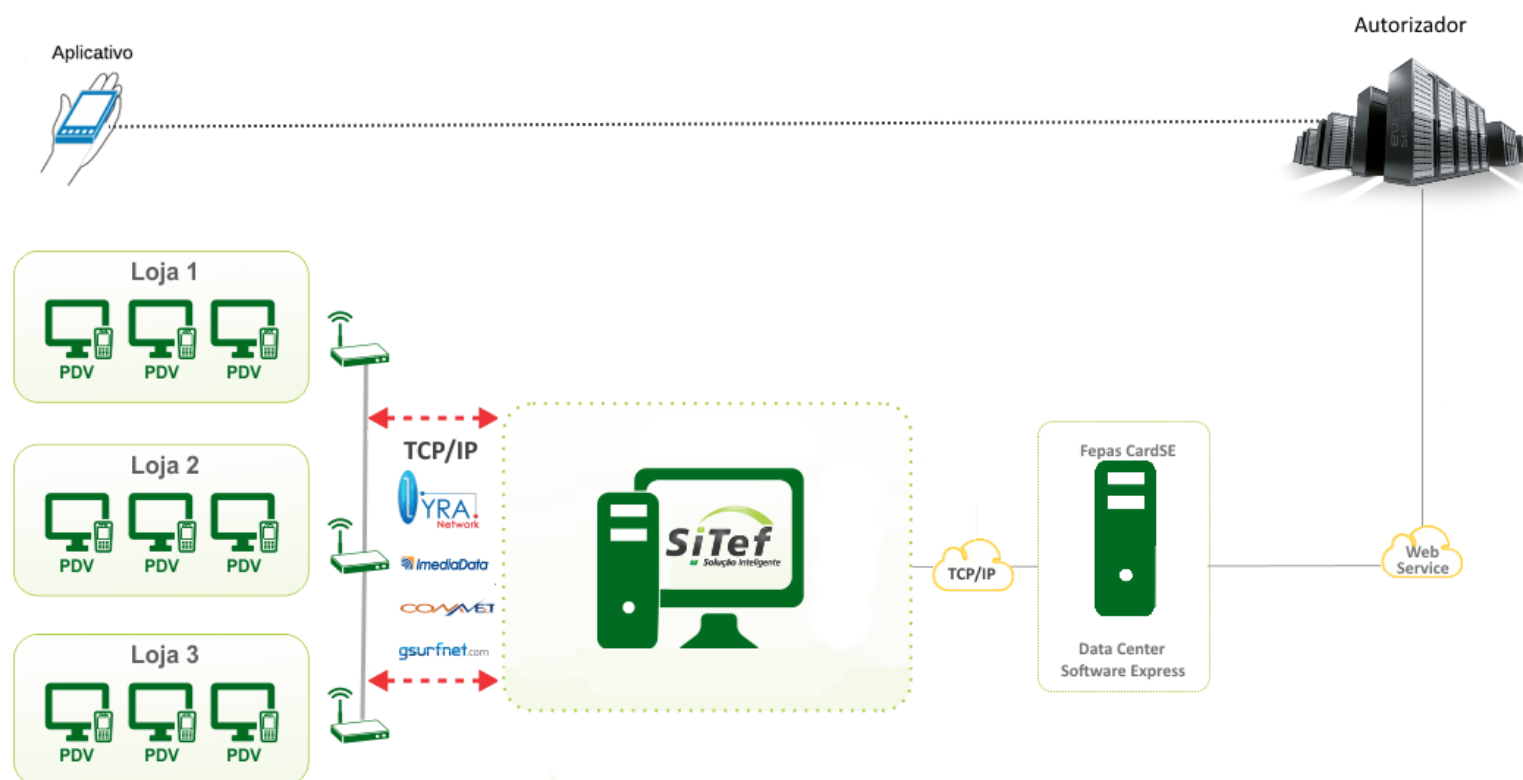 Autorizador
Aplicativo
Loja 1
PDV PDV PDV
TCP/IP
LYRA
Network
ImediaData
COMNET
gsurfnet.com
Loja 2
PDV PDV PDV
Loja 3
PDV PDV PDV
SiTef
Solução Inteligente
TCP/IP
Fepas CardSE
Data Center
Software Express
Web
Service